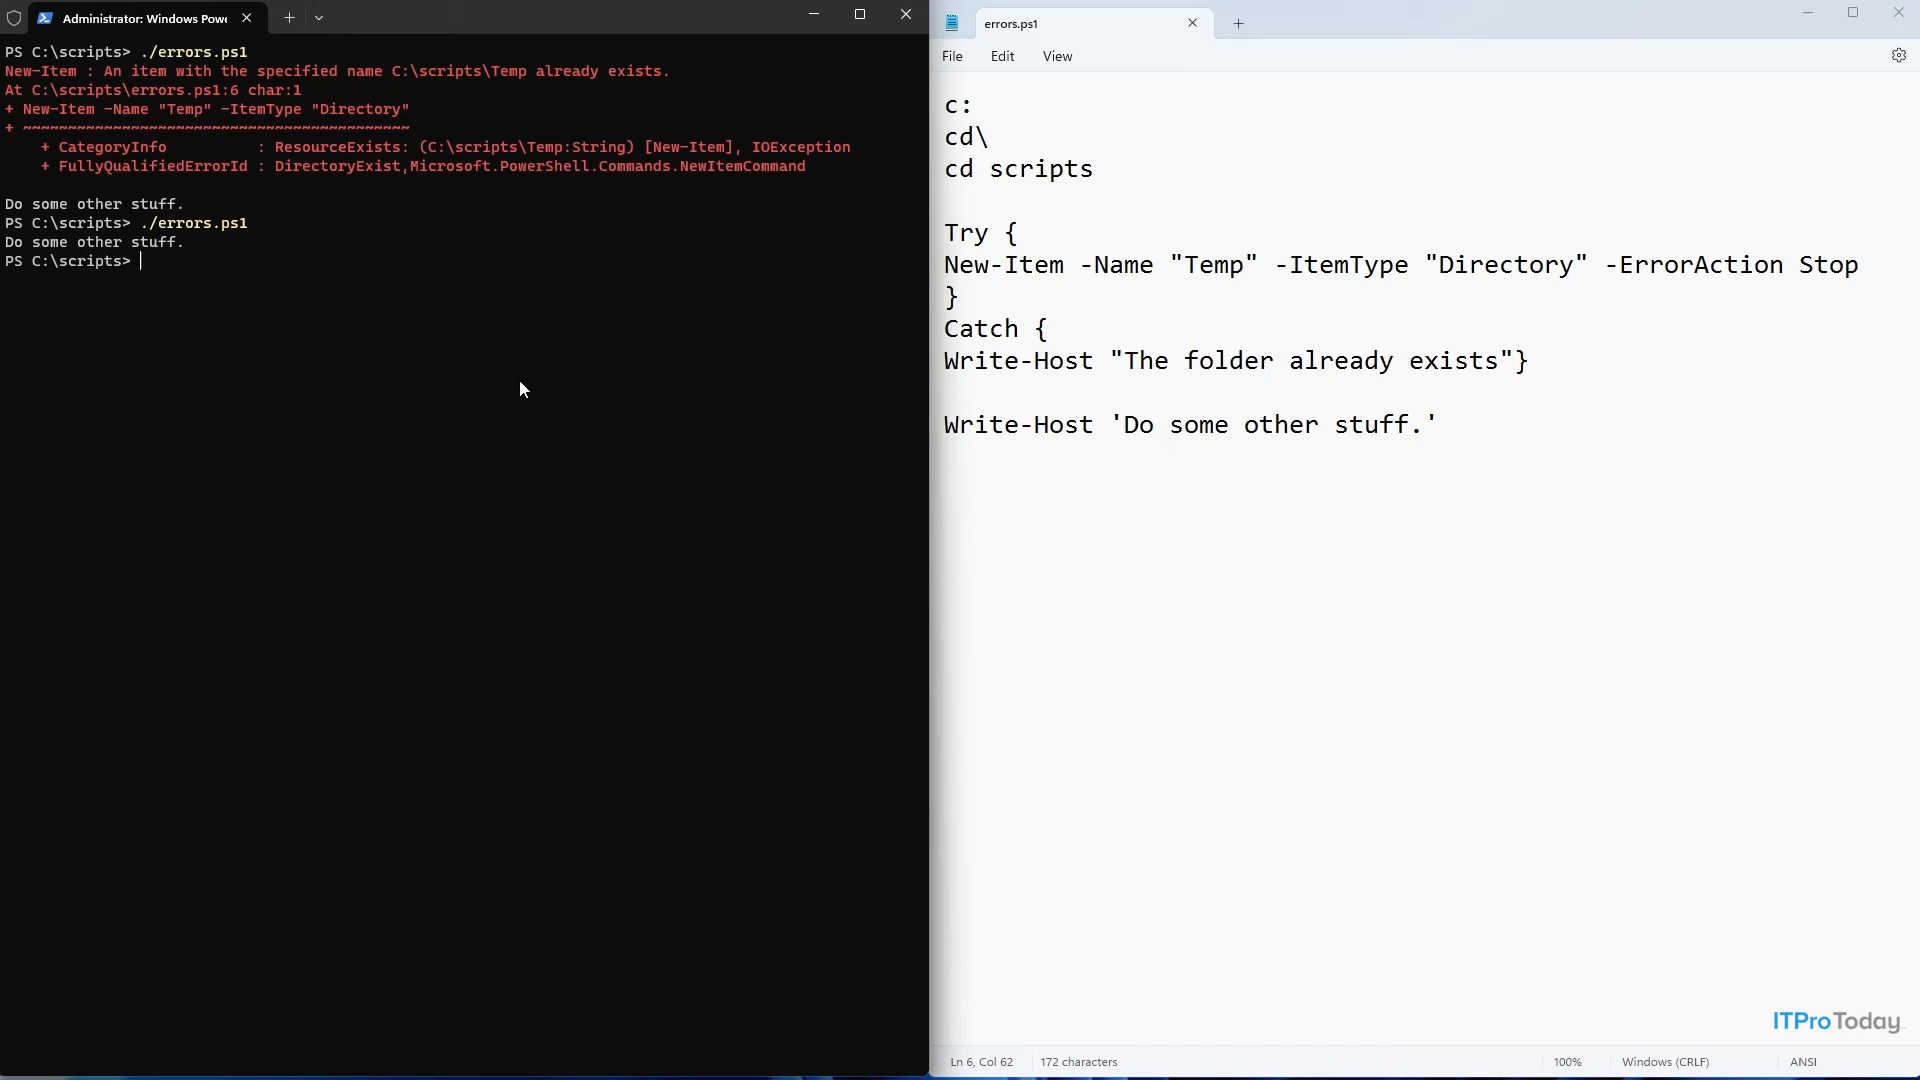 Administrator: Windows Powe
PS C:\scripts> ./errors.ps1
New-Item : An item with the specified name C:\scripts\Temp already exists.
At C:\scripts\errors.ps1:6 char:1
+ New-Item -Name "Temp" -ItemType "Directory"
+ ~~~~~~~~~~~~~~~~~~~~~~~~~~~~~~~~~~~~~~~~~~~
+ CategoryInfo : ResourceExists: (C:\scripts\Temp:String) [New-Item], IOException
+ FullyQualifiedErrorId : DirectoryExist,Microsoft.PowerShell.Commands.NewItemCommand
Do some other stuff.
PS C:\scripts> ./errors.ps1
Do some other stuff.
PS C:\scripts>
errors.ps1
File Edit View
c:
cd\
cd scripts
Try {
New-Item -Name "Temp" -ItemType "Directory" -ErrorAction Stop
}
Catch {
Write-Host "The folder already exists"}
Write-Host 'Do some other stuff.'
ITProToday
Ln 6, Col 62 172 characters 100% Windows (CRLF) ANSI